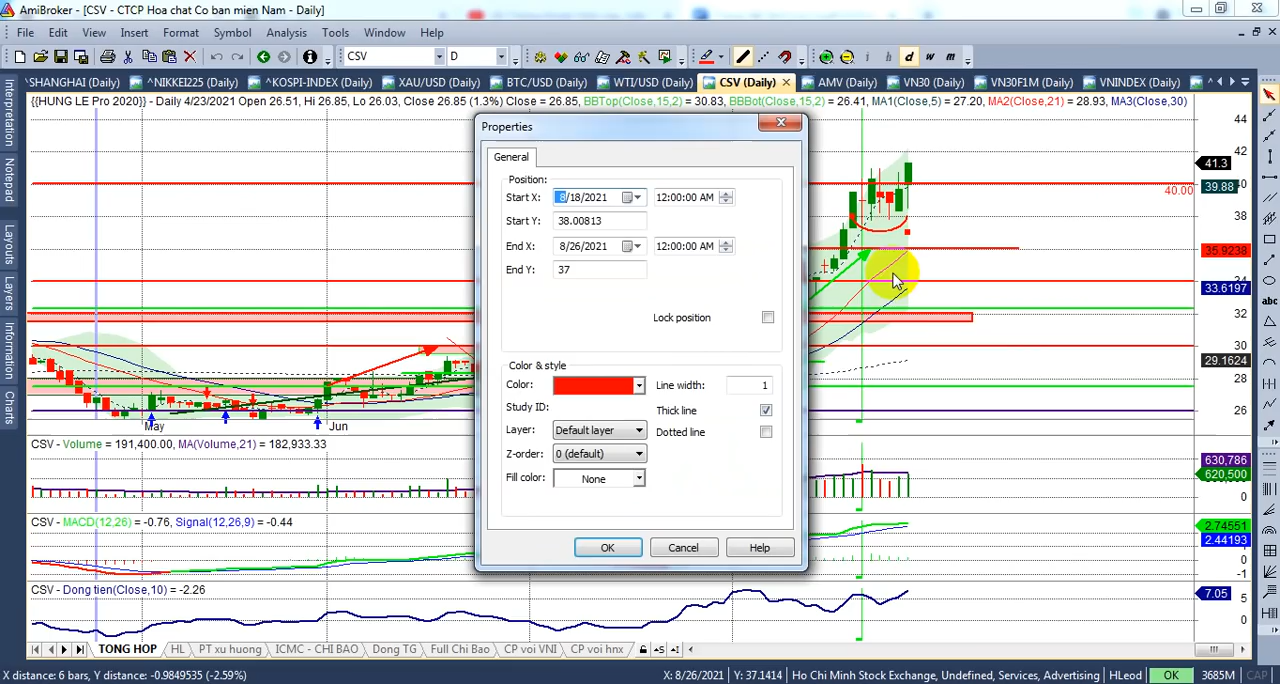 AmiBroker - [CSV - CTCP Hoa chat Co ban mien Nam - Daily]
File Edit View Insert Format Symbol Analysis Tools Window Help
CSV D i h d w m
^SHANGHAI (Daily) ^NIKKEI225 (Daily) ^KOSPI-INDEX (Daily) XAU/USD (Daily) BTC/USD (Daily) WTI/USD (Daily) CSV (Daily) AMV (Daily) VN30 (Daily) VN30F1M (Daily) VNINDEX (Daily)
{{HUNG LE Pro 2020}} - Daily 4/23/2021 Open 26.51, Hi 26.85, Lo 26.03, Close 26.85 (1.3%) Close = 26.85, BBTop(Close,15,2) = 30.83, BBBot(Close,15,2) = 26.41, MA1(Close,5) = 27.20, MA2(Close,21) = 28.93, MA3(Close,30)
Interpretation
Notepad
Layouts
Layers
Information
Charts
Properties
General
Position:
Start X: 8/18/2021 12:00:00 AM
Start Y: 38.00813
End X: 8/26/2021 12:00:00 AM
End Y: 37
Lock position
Color & style
Color: Line width: 1
Study ID: Thick line
Layer: Default layer Dotted line
Z-order: 0 (default)
Fill color: None
OK Cancel Help
44
42
41.3
40.00 39.88
38
35.9238
34
33.6197
32
30
29.1624
28
26
May Jun
CSV - Volume = 191,400.00, MA(Volume,21) = 182,933.33
630,786
620,500
0
CSV - MACD(12,26) = -0.76, Signal(12,26,9) = -0.44
2.74551
2.44193
0
-1
CSV - Dong tien(Close,10) = -2.26
7.05
5
0
TONG HOP HL PT xu huong ICMC - CHI BAO Dong TG Full Chi Bao CP voi VNI CP voi hnx
X distance: 6 bars, Y distance: -0.9849535 (-2.59%) X: 8/26/2021 Y: 37.1414 Ho Chi Minh Stock Exchange, Undefined, Services, Advertising HLeod OK 3685M CAP